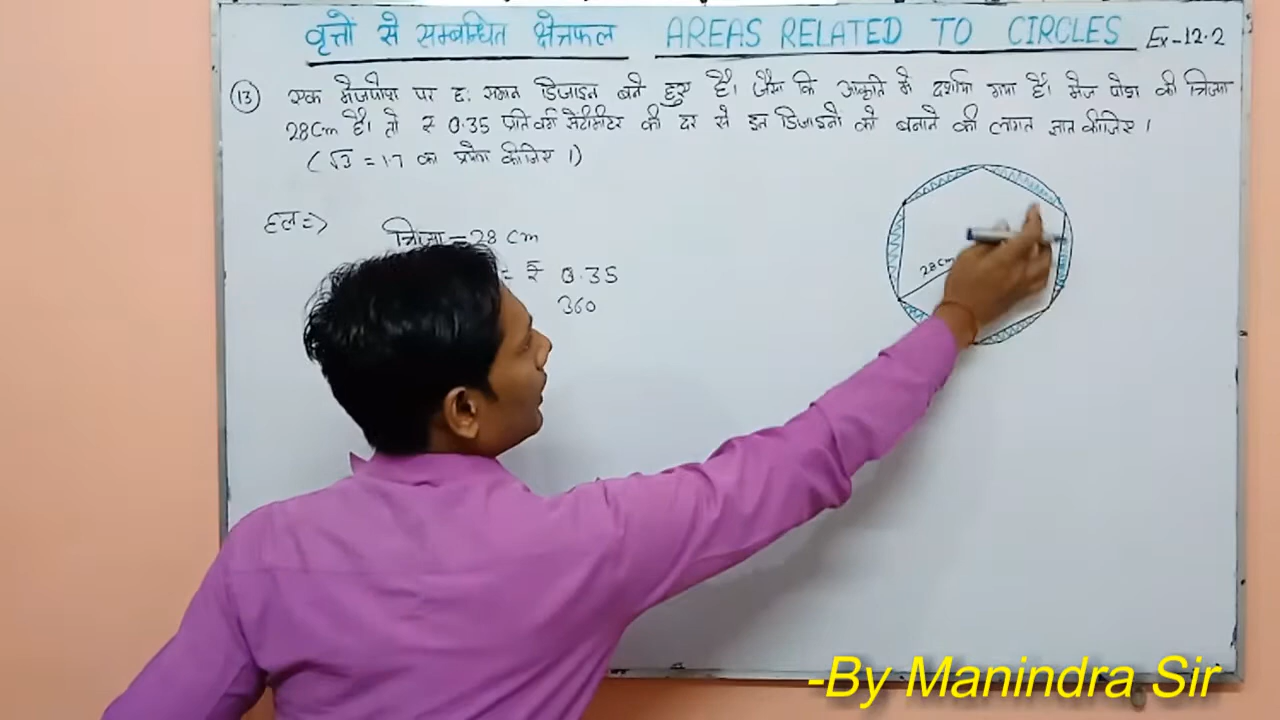 वृत्तो से सम्बन्धित क्षेत्रफल AREAS RELATED TO CIRCLES Ex-12.2
13 एक मेजपोश पर छ: समान डिजाइन बने हुए है। जैसा कि आकृति मे दर्शाया गया है। मेज पोश की त्रिज्या
28cm है। तो ₹ 0.35 प्रति वर्ग सेंटीमीटर की दर से इन डिजाइनो को बनाने की लागत ज्ञात कीजिए।
(√3 = 1.7 का प्रयोग कीजिए।)
हल=> त्रिज्या = 28 cm
= ₹ 0.35
360
28cm
-By Manindra Sir